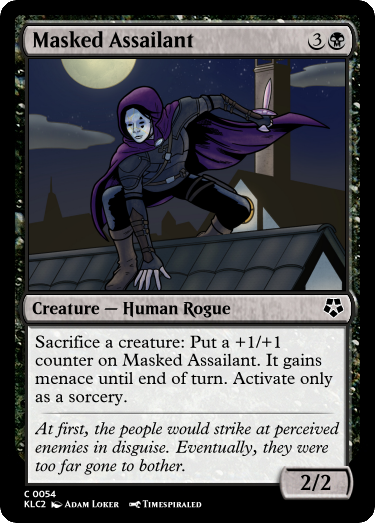 Masked Assailant 3
Creature — Human Rogue
Sacrifice a creature: Put a +1/+1
counter on Masked Assailant. It gains
menace until end of turn. Activate only
as a sorcery.
At first, the people would strike at perceived
enemies in disguise. Eventually, they were
too far gone to bother.
2/2
C 0054
KLC2 Adam Loker Timespiraled